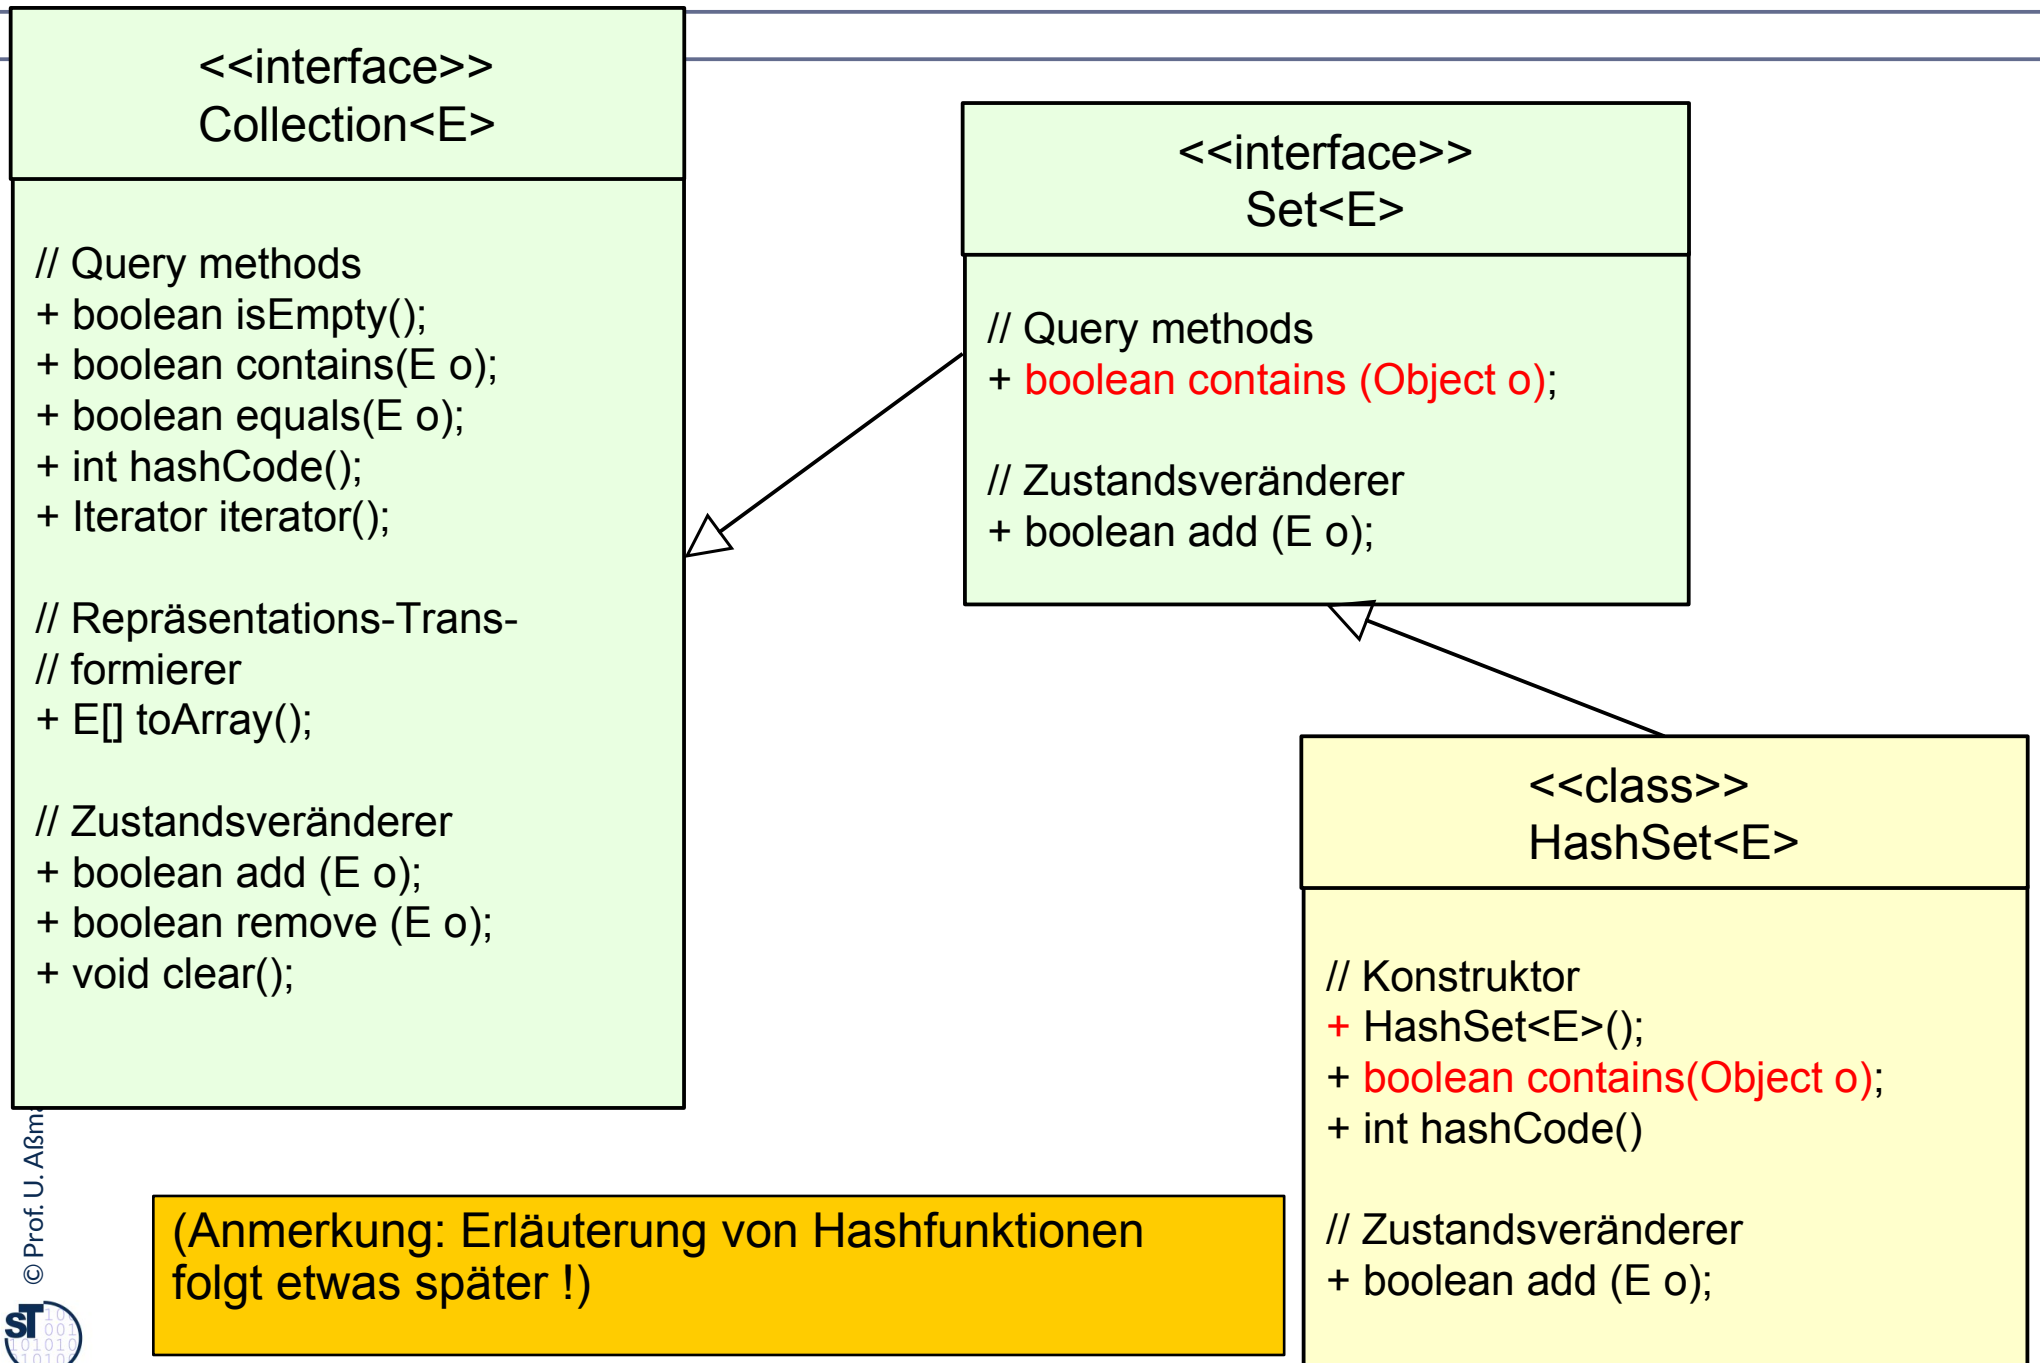 <<interface>>
Collection<E>
// Query methods
+ boolean isEmpty();
+ boolean contains(E o);
+ boolean equals(E o);
+ int hashCode();
+ Iterator iterator();
// Repräsentations-Trans-
// formierer
+ E[] toArray();
// Zustandsveränderer
+ boolean add (E o);
+ boolean remove (E o);
+ void clear();
<<interface>>
Set<E>
// Query methods
+ boolean contains (Object o);
// Zustandsveränderer
+ boolean add (E o);
<<class>>
HashSet<E>
// Konstruktor
+ HashSet<E>();
+ boolean contains(Object o);
+ int hashCode()
// Zustandsveränderer
+ boolean add (E o);
(Anmerkung: Erläuterung von Hashfunktionen
folgt etwas später !)
© Prof. U.
ST